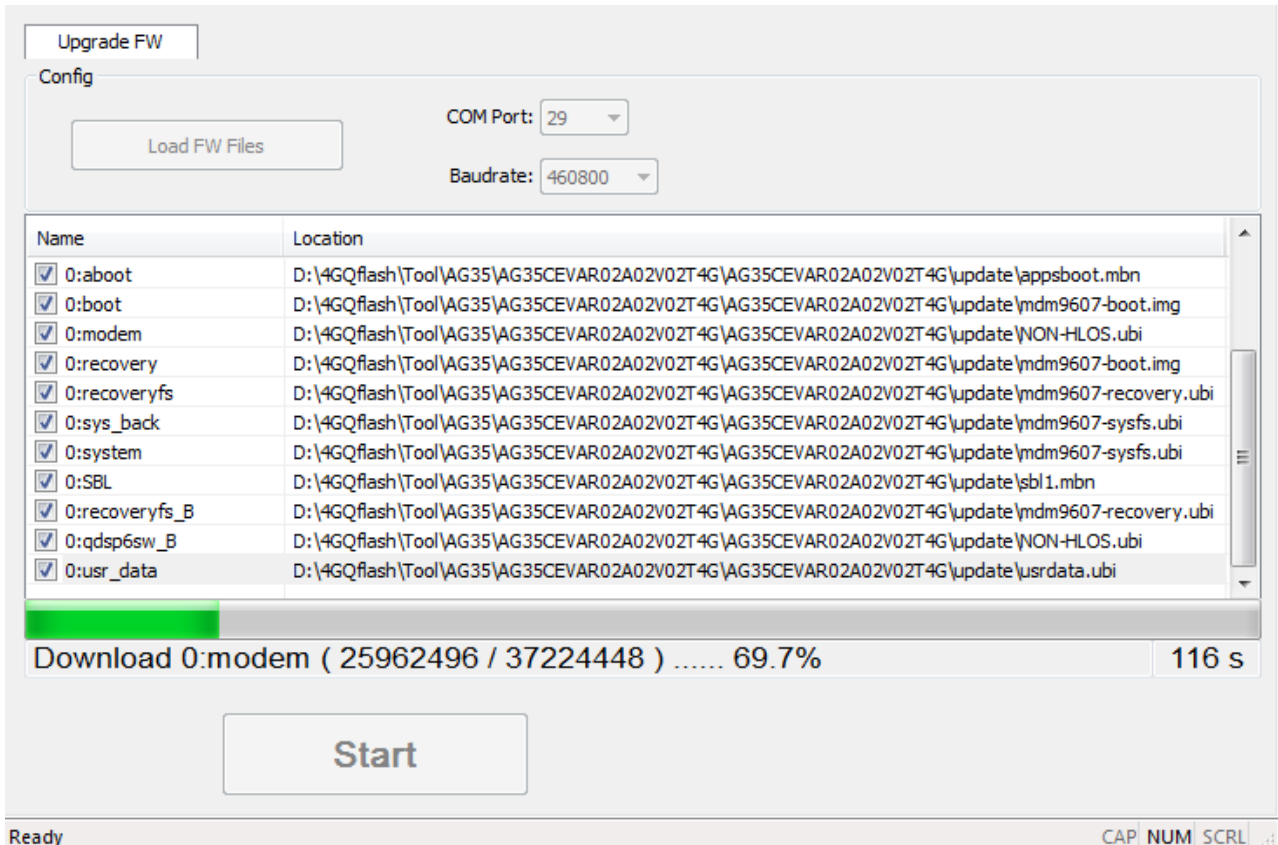 Upgrade FW
Config
Load FW Files
COM Port: 29
Baudrate: 460800
Name Location
0:aboot D:\4GQflash\Tool\AG35\AG35CEVAR02A02V02T4G\AG35CEVAR02A02V02T4G\update\appsboot.mbn
0:boot D:\4GQflash\Tool\AG35\AG35CEVAR02A02V02T4G\AG35CEVAR02A02V02T4G\update\mdm9607-boot.img
0:modem D:\4GQflash\Tool\AG35\AG35CEVAR02A02V02T4G\AG35CEVAR02A02V02T4G\update\NON-HLOS.ubi
0:recovery D:\4GQflash\Tool\AG35\AG35CEVAR02A02V02T4G\AG35CEVAR02A02V02T4G\update\mdm9607-boot.img
0:recoveryfs D:\4GQflash\Tool\AG35\AG35CEVAR02A02V02T4G\AG35CEVAR02A02V02T4G\update\mdm9607-recovery.ubi
0:sys_back D:\4GQflash\Tool\AG35\AG35CEVAR02A02V02T4G\AG35CEVAR02A02V02T4G\update\mdm9607-sysfs.ubi
0:system D:\4GQflash\Tool\AG35\AG35CEVAR02A02V02T4G\AG35CEVAR02A02V02T4G\update\mdm9607-sysfs.ubi
0:SBL D:\4GQflash\Tool\AG35\AG35CEVAR02A02V02T4G\AG35CEVAR02A02V02T4G\update\sbl1.mbn
0:recoveryfs_B D:\4GQflash\Tool\AG35\AG35CEVAR02A02V02T4G\AG35CEVAR02A02V02T4G\update\mdm9607-recovery.ubi
0:qdsp6sw_B D:\4GQflash\Tool\AG35\AG35CEVAR02A02V02T4G\AG35CEVAR02A02V02T4G\update\NON-HLOS.ubi
0:usr_data D:\4GQflash\Tool\AG35\AG35CEVAR02A02V02T4G\AG35CEVAR02A02V02T4G\update\usrdata.ubi
Download 0:modem ( 25962496 / 37224448 ) ...... 69.7% 116 s
Start
Ready CAP NUM SCRL